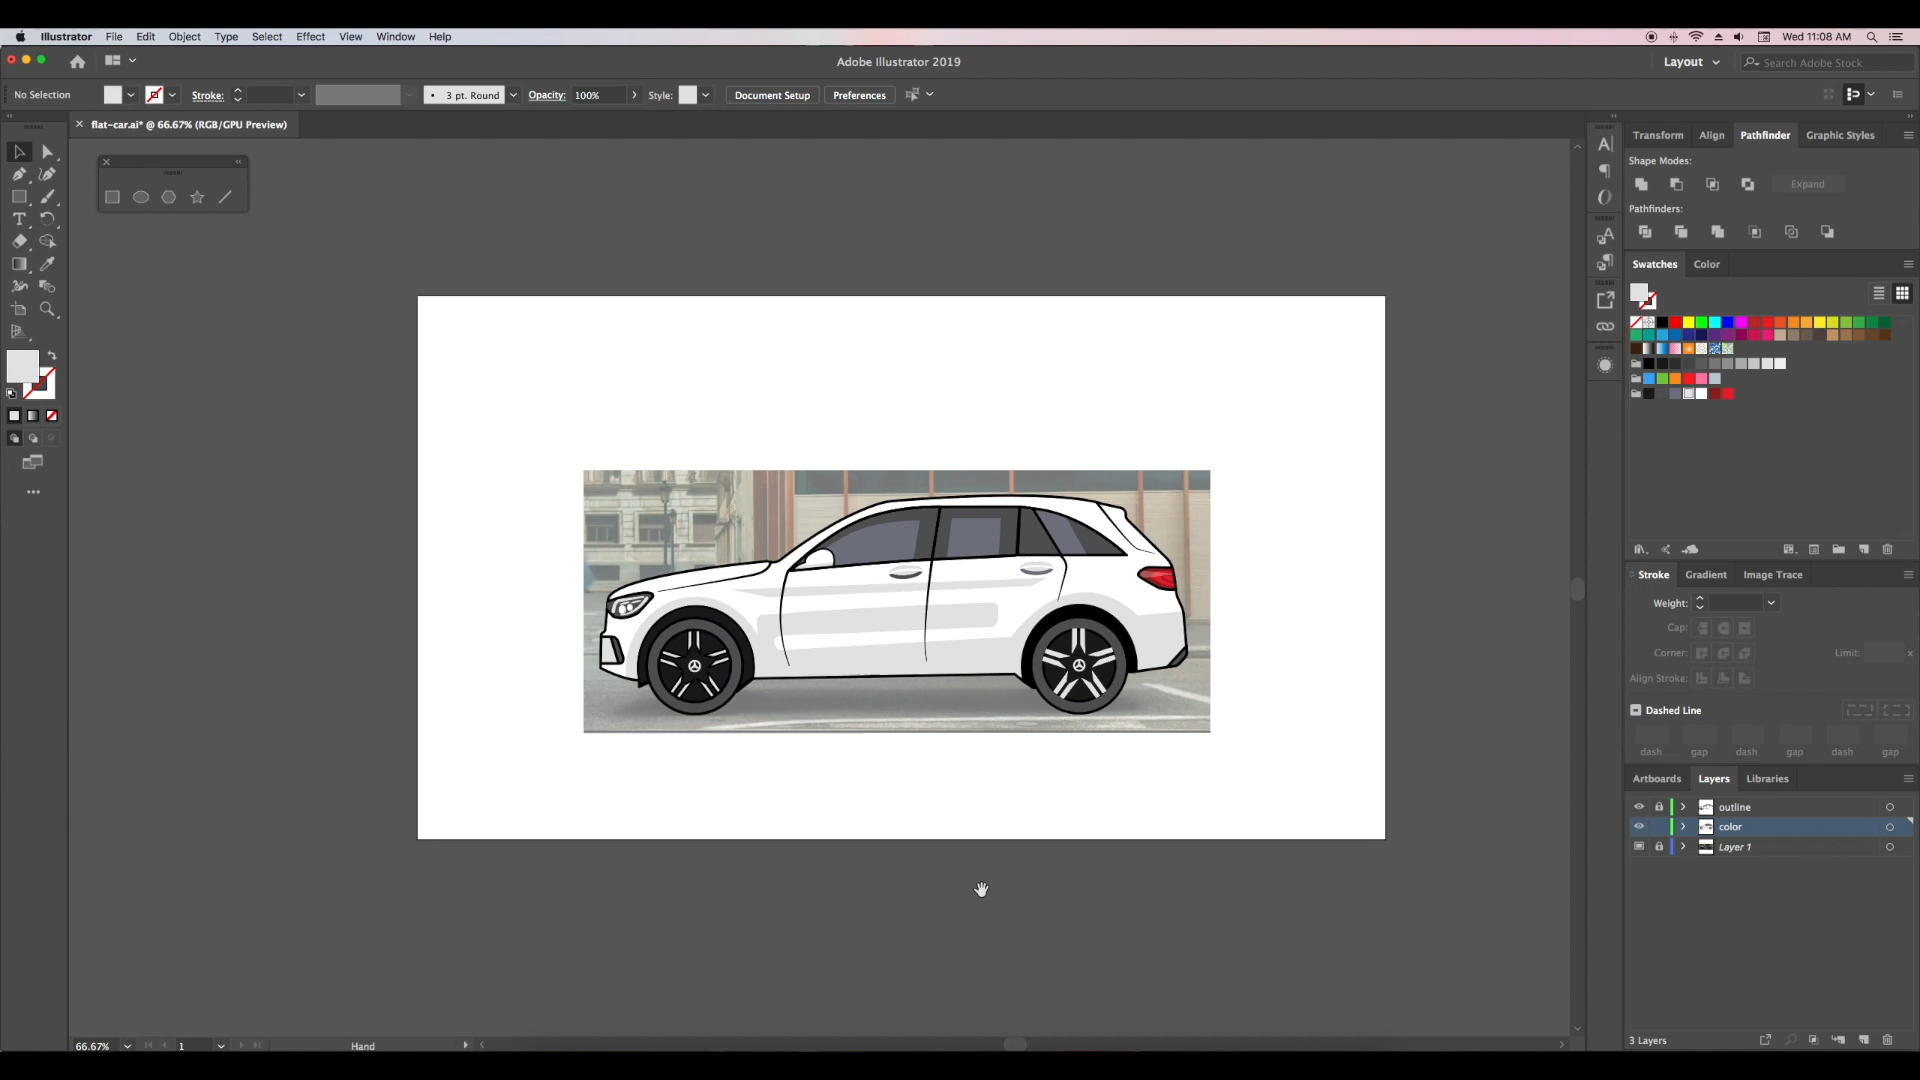 Illustrator File Edit Object Type Select Effect View Window Help Wed 11:08 AM
Adobe Illustrator 2019 Layout Search Adobe Stock
No Selection Stroke: 3 pt. Round Opacity: 100% Style: Document Setup Preferences
flat-car.ai* @ 66.67% (RGB/GPU Preview)
Transform Align Pathfinder Graphic Styles
Shape Modes:
Expand
Pathfinders:
Swatches Color
Stroke Gradient Image Trace
Weight:
Cap:
Corner: Limit: x
Align Stroke:
Dashed Line
dash gap dash gap dash gap
Artboards Layers Libraries
outline
color
Layer 1
3 Layers
66.67% 1 Hand